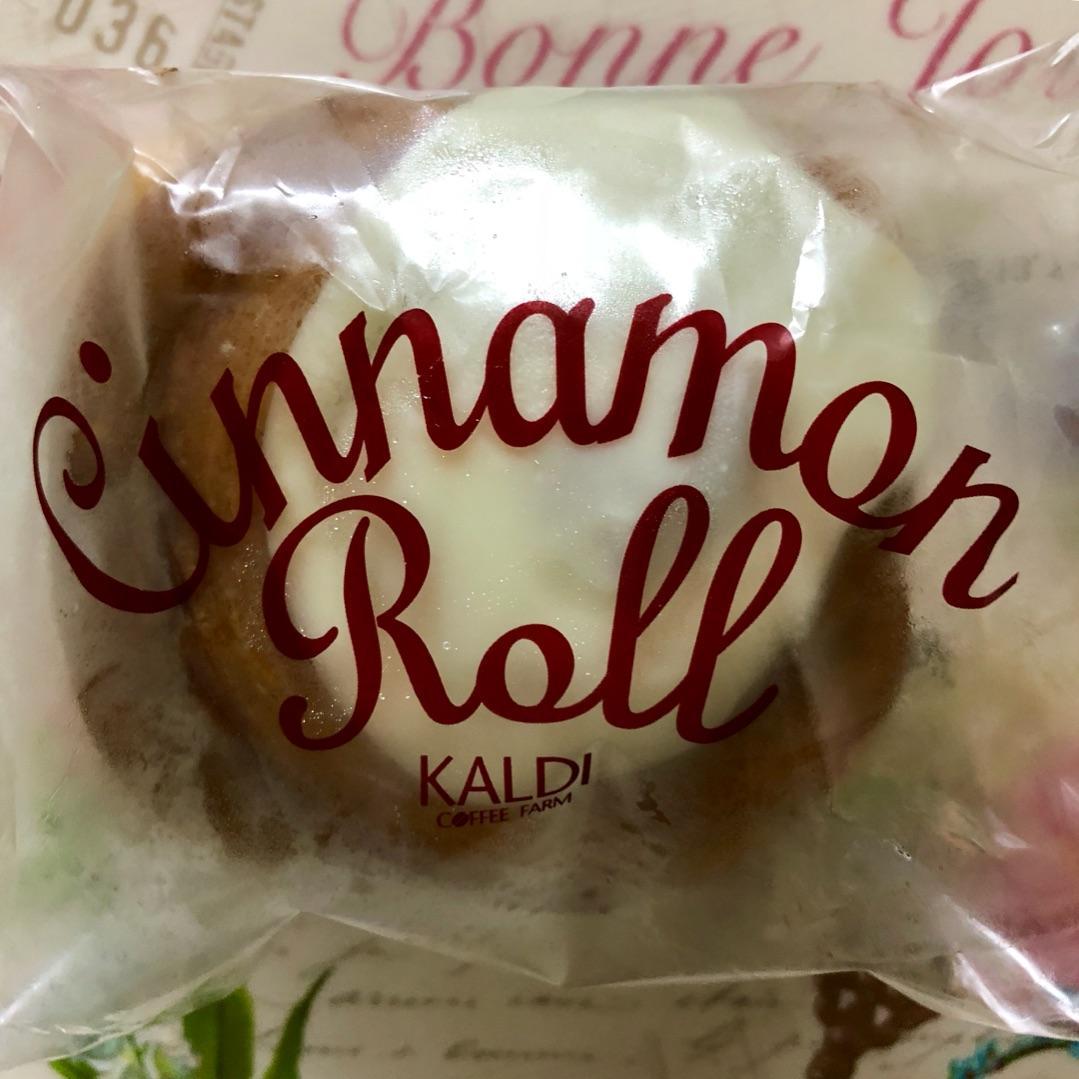 036
Bonne
Cinnamon
Roll
KALDI
COFFEE FARM